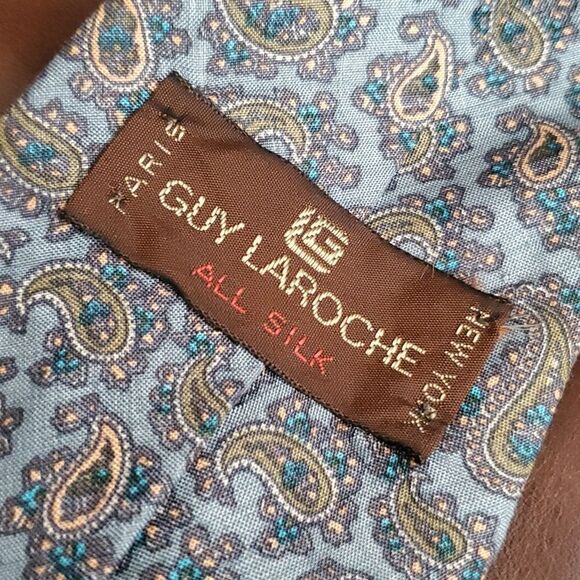 PARIS
GUY LAROCHE
ALL SILK
NEW YORK